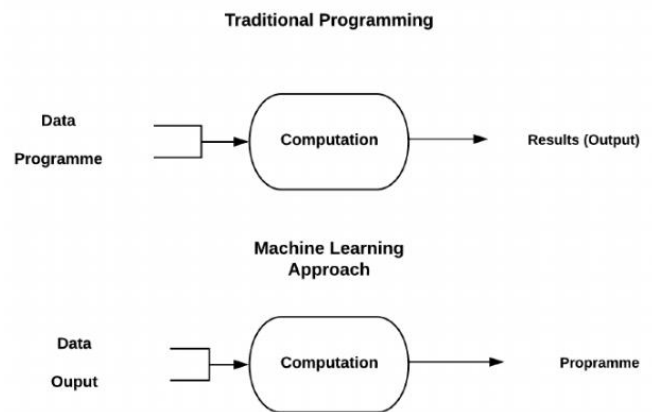 Traditional Programming
Data
Programme
Computation
Results (Output)
Machine Learning
Approach
Data
Ouput
Computation
Propramme